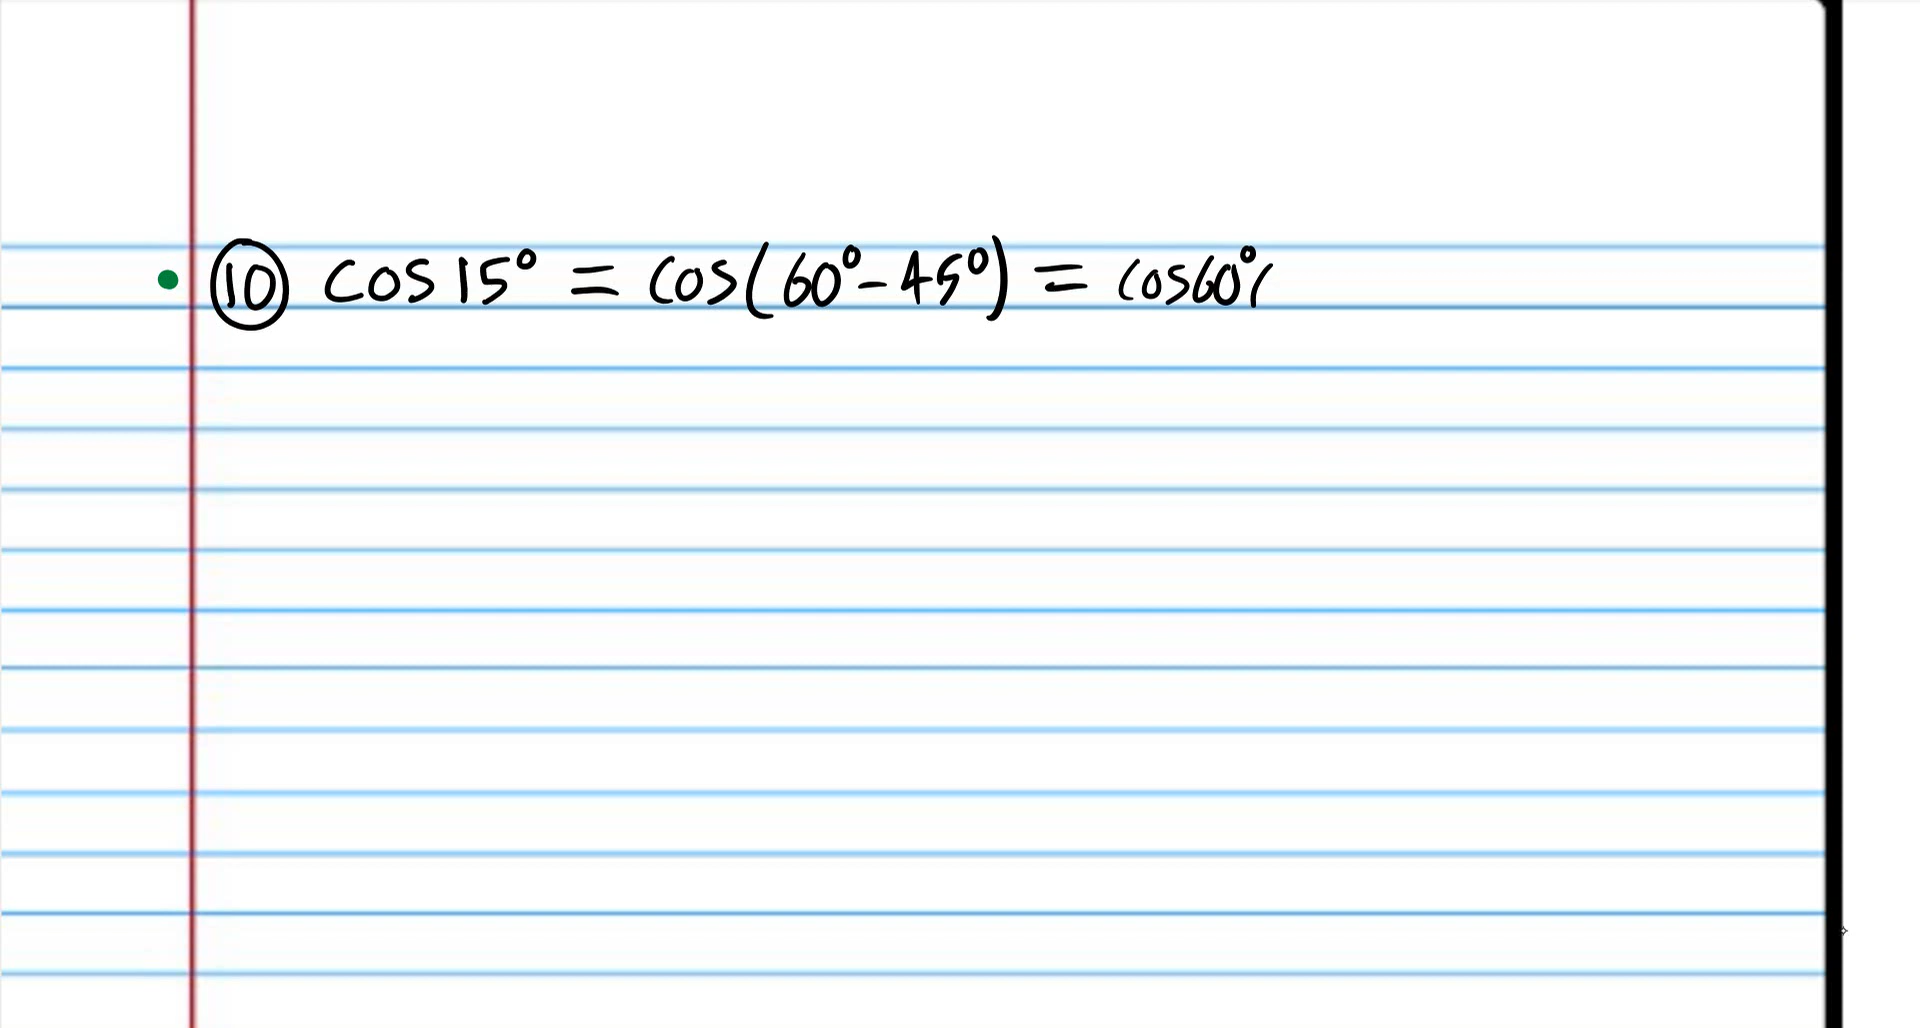 ⑩ cos 15° = cos(60° - 45°) = cos60°(